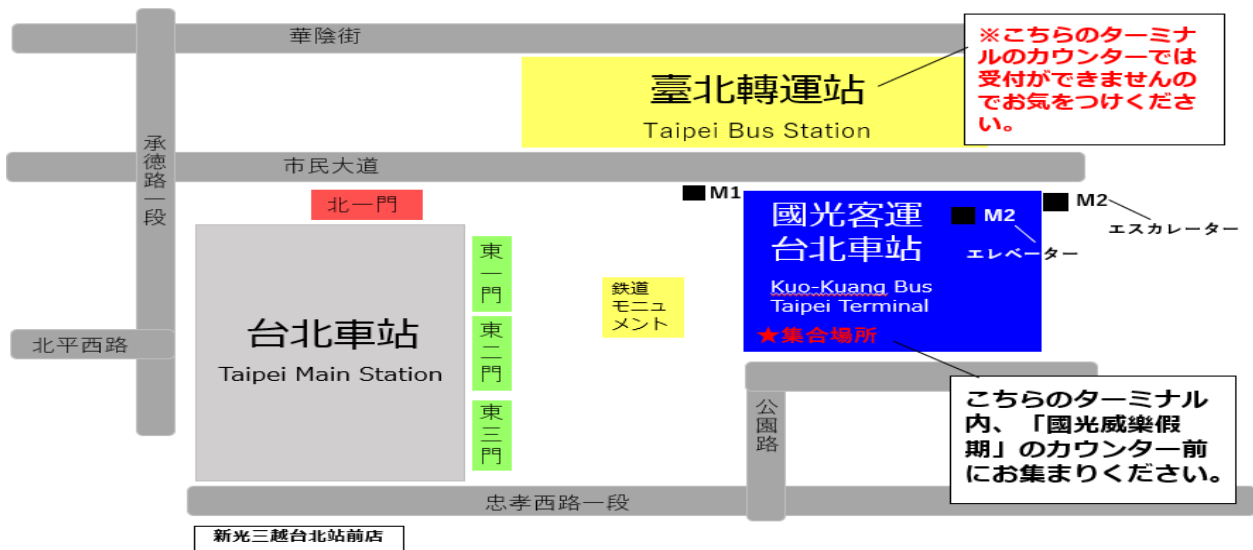 華陰街
※こちらのターミナ
ルのカウンターでは
受付ができませんの
でお気をつけくださ
い。
臺北轉運站
Taipei Bus Station
承德路一段
市民大道
北一門
M1
國光客運
台北車站
Kuo-Kuang Bus
Taipei Terminal
★集合場所
M2
エレベーター
M2
エスカレーター
東一門
東二門
東三門
鉄道
モニュ
メント
台北車站
Taipei Main Station
北平西路
公園路
こちらのターミナル
内、「國光威樂假
期」のカウンター前
にお集まりください。
忠孝西路一段
新光三越台北站前店